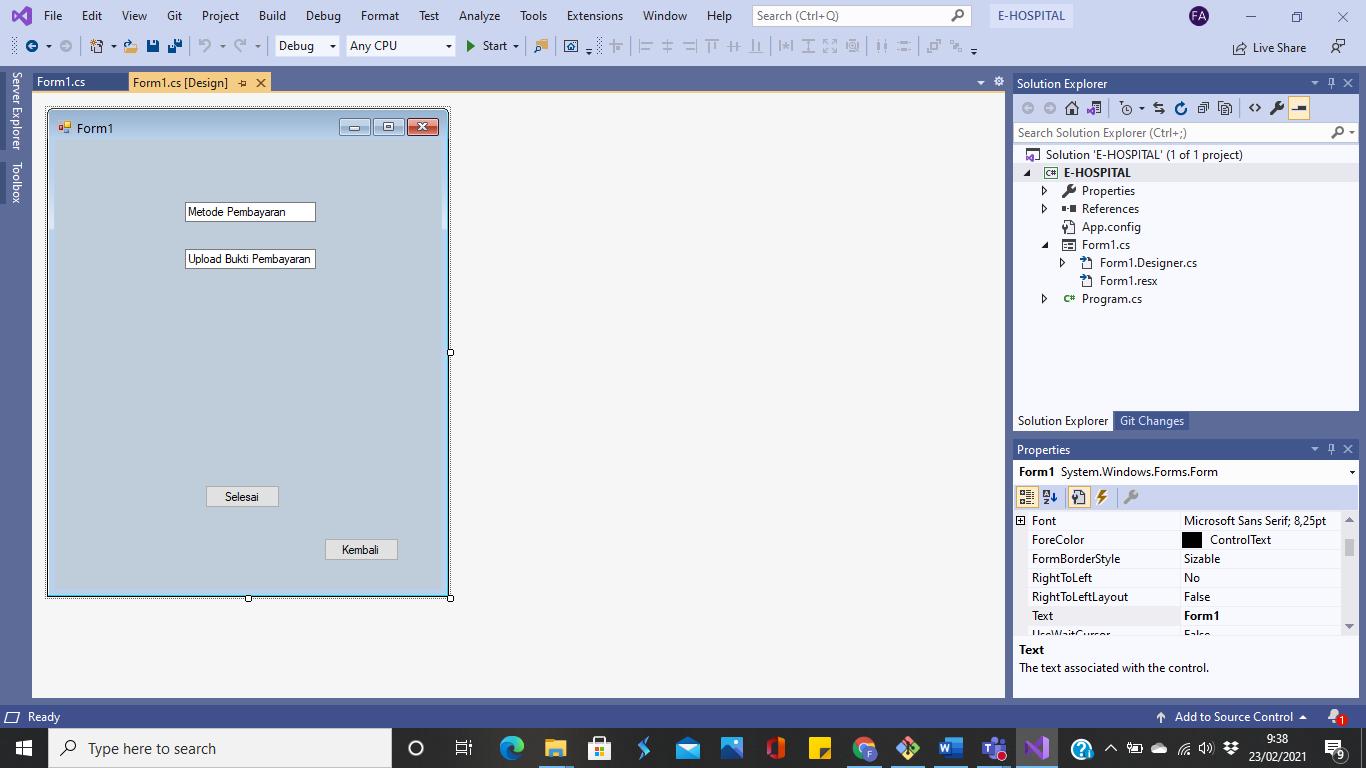 File Edit View Git Project Build Debug Format Test Analyze Tools Extensions Window Help Search (Ctrl+Q) E-HOSPITAL FA
Debug Any CPU Start Live Share
Server Explorer
Toolbox
Form1.cs Form1.cs [Design]
Form1
Metode Pembayaran
Upload Bukti Pembayaran
Selesai
Kembali
Solution Explorer
Search Solution Explorer (Ctrl+;)
Solution 'E-HOSPITAL' (1 of 1 project)
C# E-HOSPITAL
Properties
References
App.config
Form1.cs
Form1.Designer.cs
Form1.resx
C# Program.cs
Solution Explorer Git Changes
Properties
Form1 System.Windows.Forms.Form
Font Microsoft Sans Serif; 8,25pt
ForeColor ControlText
FormBorderStyle Sizable
RightToLeft No
RightToLeftLayout False
Text Form1
UseWaitCursor False
Text
The text associated with the control.
Ready Add to Source Control 1
Type here to search
9:38
23/02/2021
9